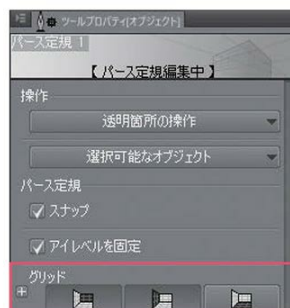 ツールプロパティ[オブジェクト]
パース定規 1
【 パース定規編集中 】
操作
透明箇所の操作
選択可能なオブジェクト
パース定規
スナップ
アイレベルを固定
グリッド